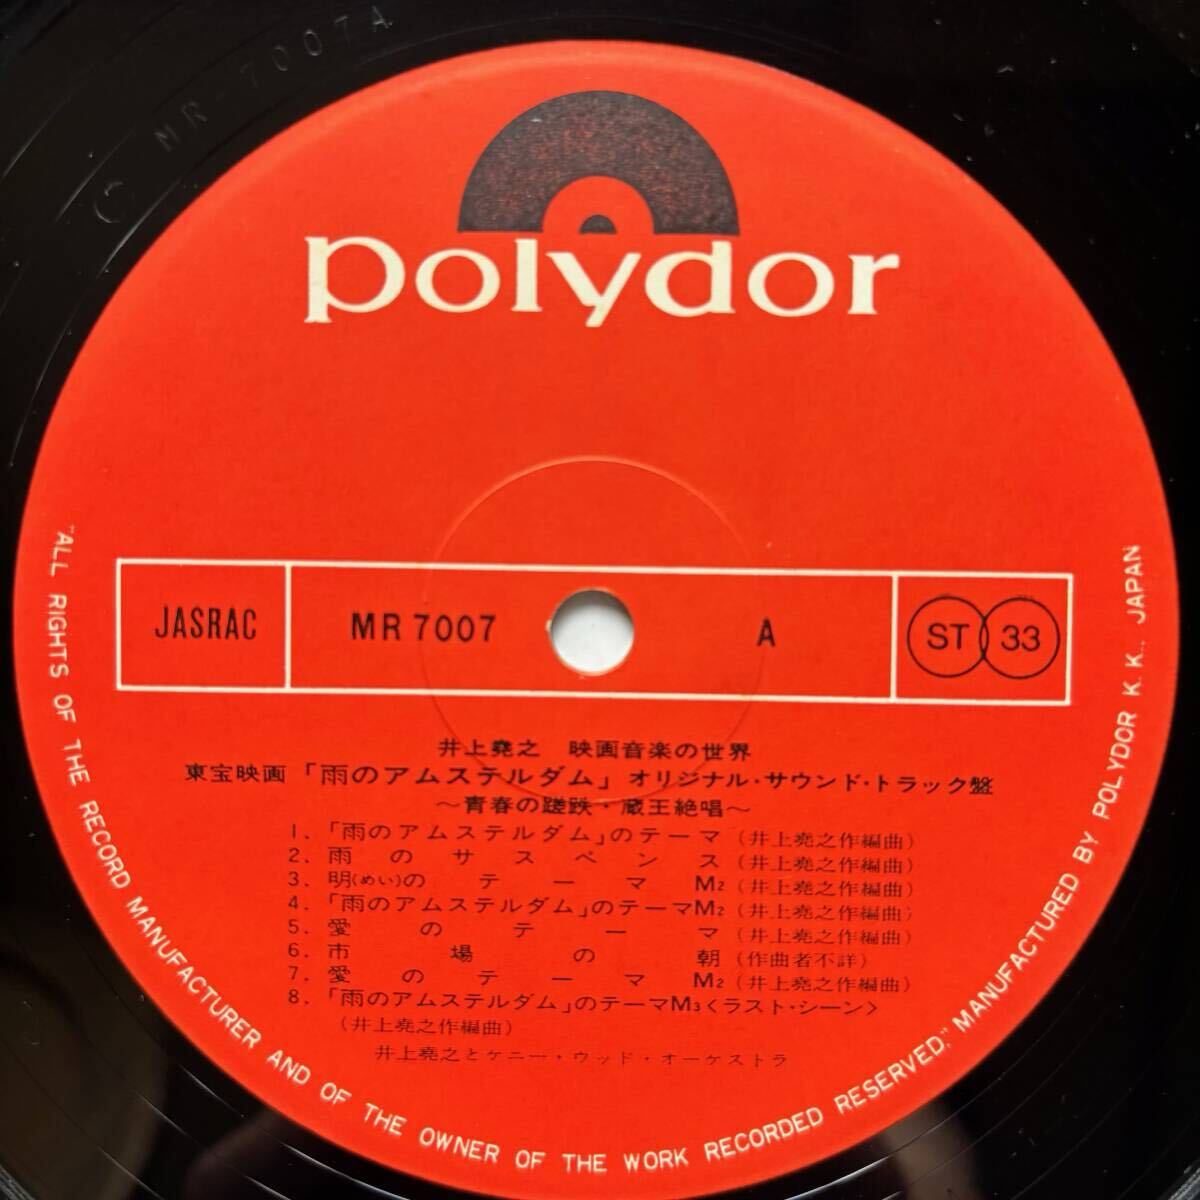 MR-7007A
polydor
JASRAC MR 7007 A ST 33
井上堯之 映画音楽の世界
東宝映画「雨のアムステルダム」オリジナル・サウンド・トラック盤
～青春の蹉跌・蔵王絶唱～
1.「雨のアムステルダム」のテーマ(井上堯之作編曲)
2.雨のサスペンス(井上堯之作編曲)
3.明(めい)のテーマM2(井上堯之作編曲)
4.「雨のアムステルダム」のテーマM2(井上堯之作編曲)
5.愛のテーマ(井上堯之作編曲)
6.市場の朝(作曲者不詳)
7.愛のテーマM2(井上堯之作編曲)
8.「雨のアムステルダム」のテーマM3<ラスト・シーン>
(井上堯之作編曲)
井上堯之とケニー・ウッド・オーケストラ
"ALL RIGHTS OF THE RECORD MANUFACTURER AND OF THE OWNER OF THE WORK RECORDED RESERVED," MANUFACTURED BY POLYDOR K. K., JAPAN